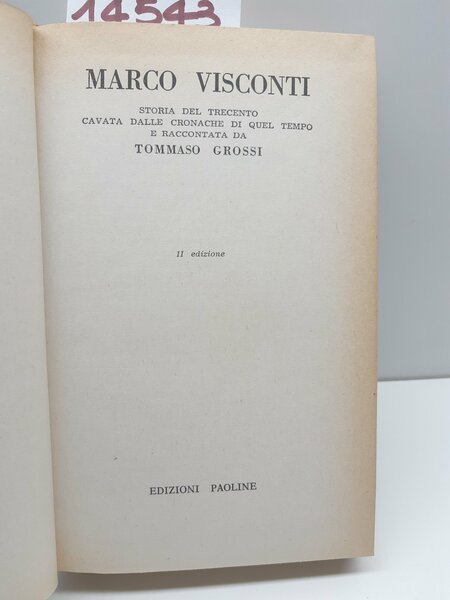 14543
MARCO VISCONTI
STORIA DEL TRECENTO
CAVATA DALLE CRONACHE DI QUEL TEMPO
E RACCONTATA DA
TOMMASO GROSSI
II edizione
EDIZIONI PAOLINE